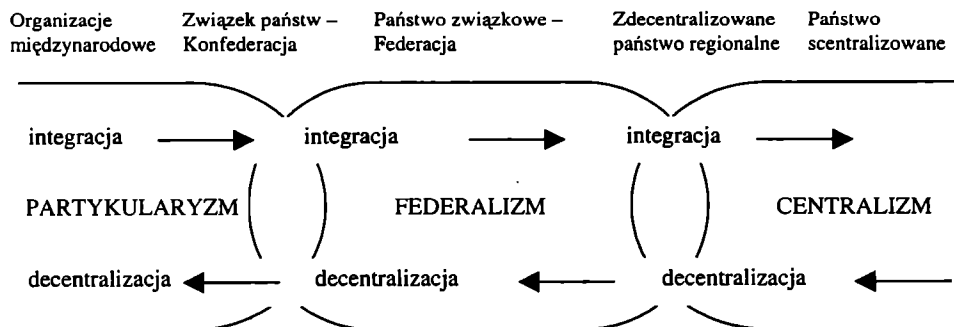 Organizacje
międzynarodowe
Związek państw –
Konfederacja
Państwo związkowe –
Federacja
Zdecentralizowane
państwo regionalne
Państwo
scentralizowane
integracja
integracja
integracja
PARTYKULARYZM
FEDERALIZM
CENTRALIZM
decentralizacja
decentralizacja
decentralizacja